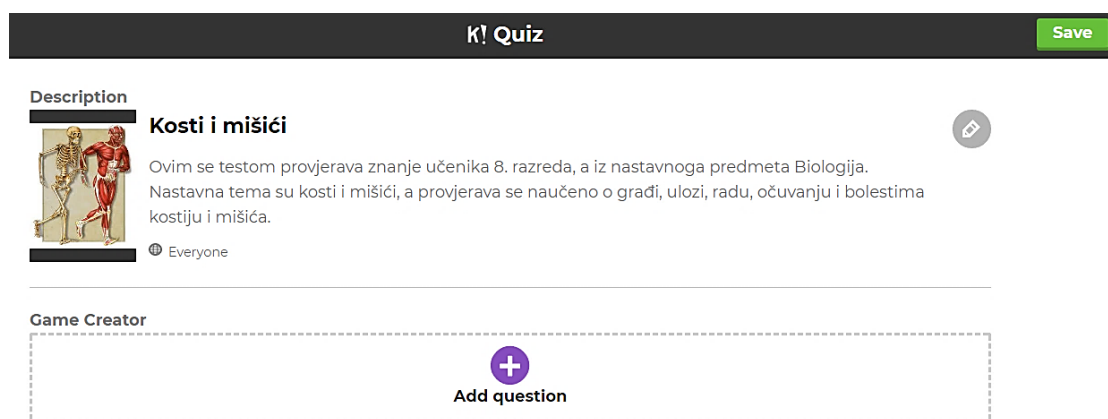 K! Quiz
Save
Description
Kosti i mišići
Ovim se testom provjerava znanje učenika 8. razreda, a iz nastavnoga predmeta Biologija.
Nastavna tema su kosti i mišići, a provjerava se naučeno o građi, ulozi, radu, očuvanju i bolestima
kostiju i mišića.
Everyone
Game Creator
Add question